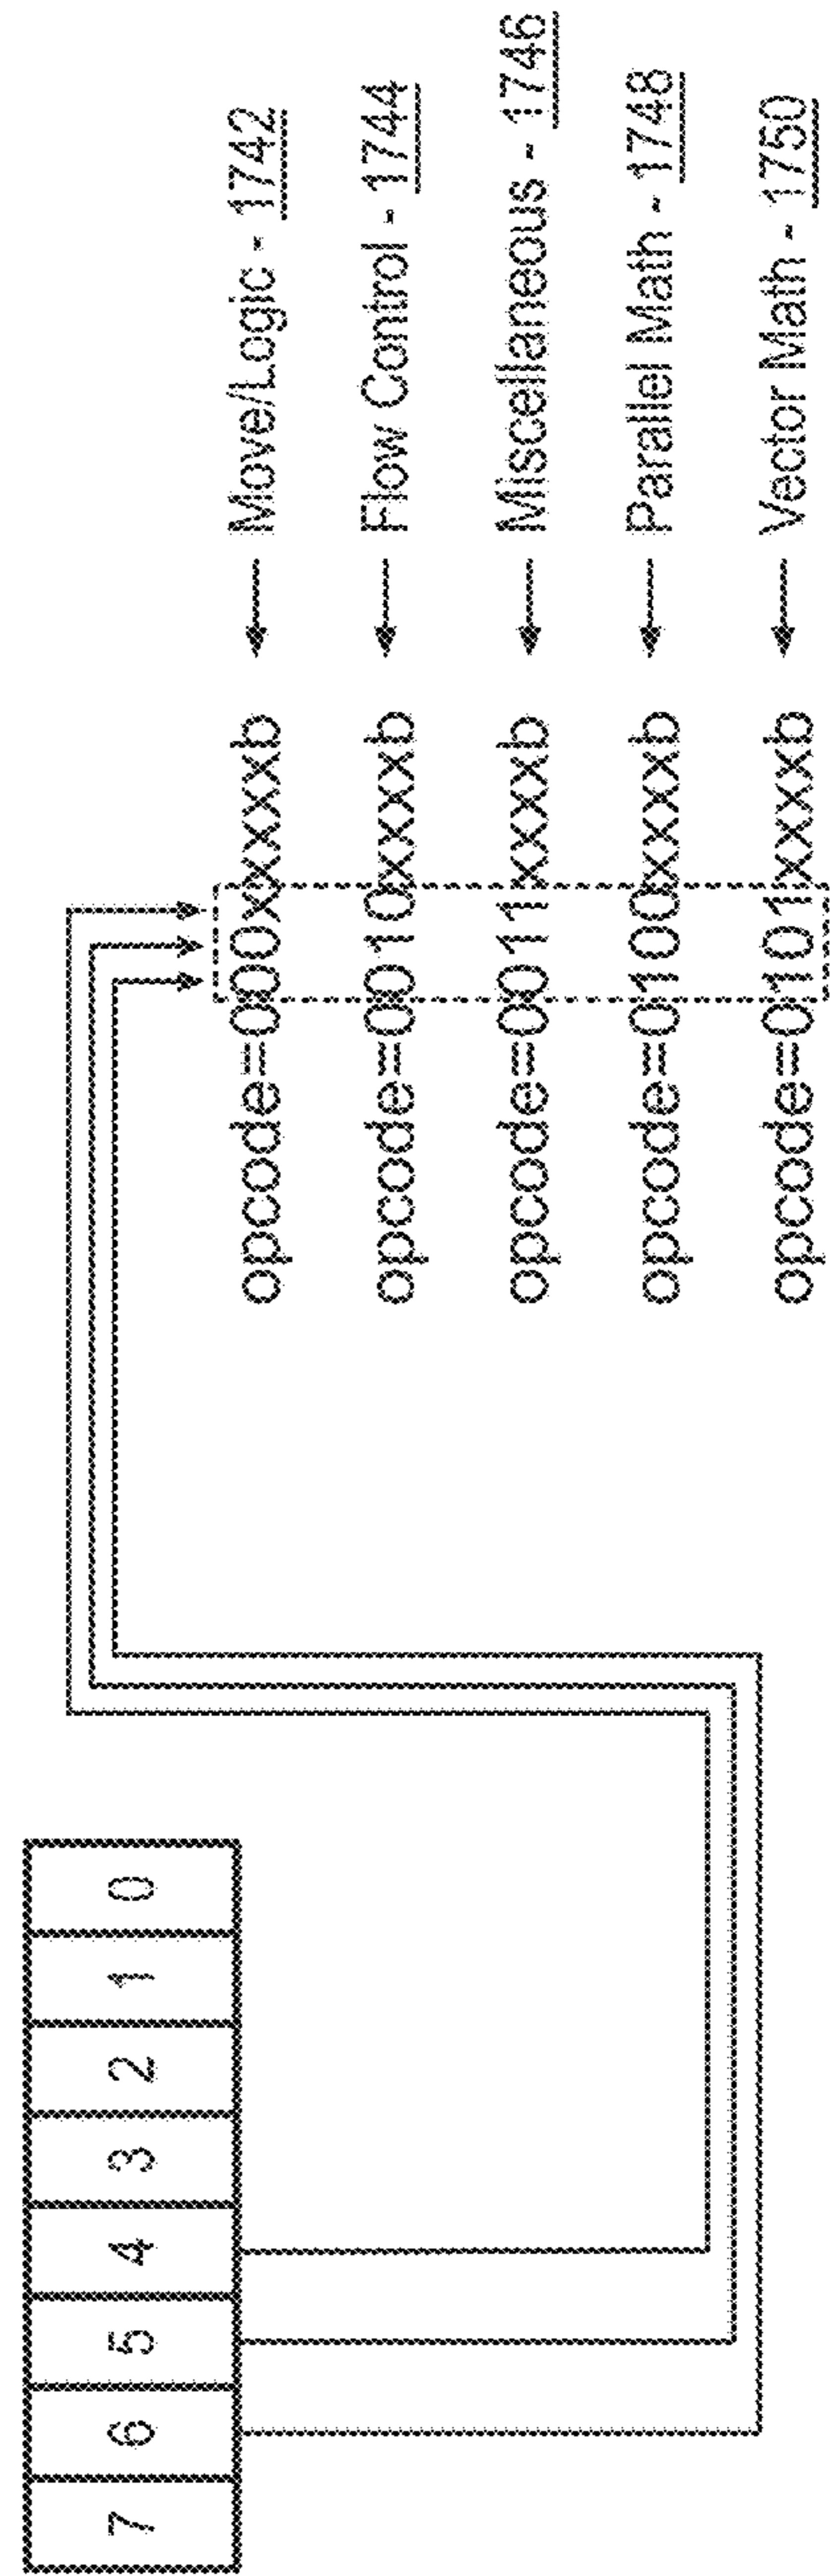 7 6 5 4 3 2 1 0
opcode=000xxxxxb ← Move/Logic - 1742
opcode=0010xxxxb ← Flow Control - 1744
opcode=0011xxxxb ← Miscellaneous - 1746
opcode=0100xxxxb ← Parallel Math - 1748
opcode=0101xxxxb ← Vector Math - 1750